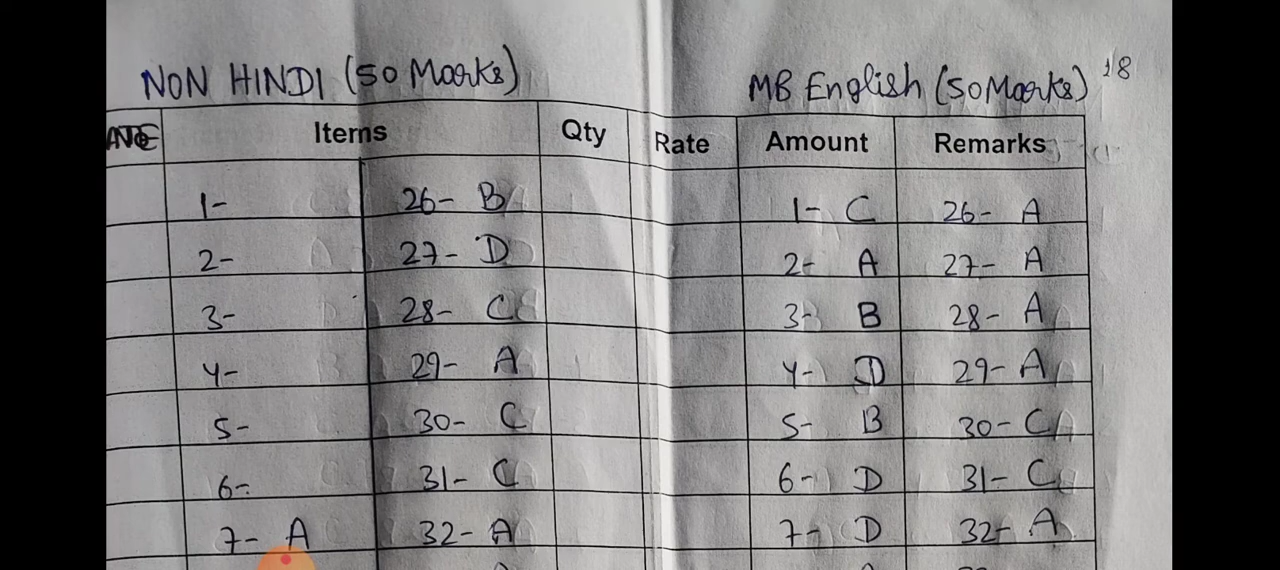 NON HINDI (50 Marks)
MB English (50 Marks) 18
Items Qty Rate Amount Remarks
1- 26- B 1- C 26- A
2- 27- D 2- A 27- A
3- 28- C 3- B 28- A
4- 29- A 4- D 29- A
5- 30- C 5- B 30- C
6- 31- C 6- D 31- C
7- A 32- A 7- D 32- A